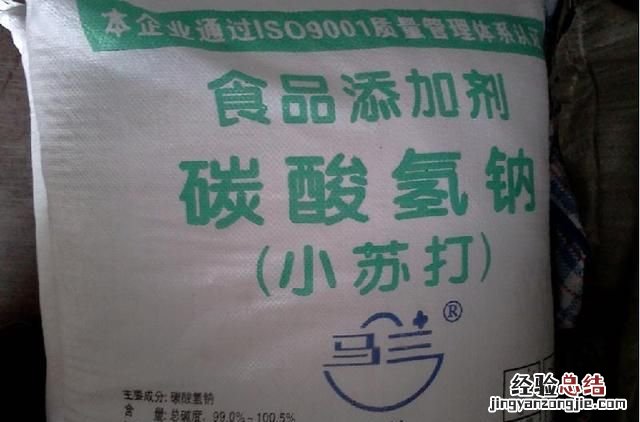 本企业通过ISO9001质量管理体系认
食品添加剂
碳酸氢钠
(小苏打)
马兰®
主要成分: 碳酸氢钠
含 量: 总碱度, 99.0%~100.5%
经验总结
jingyanzongjie.com